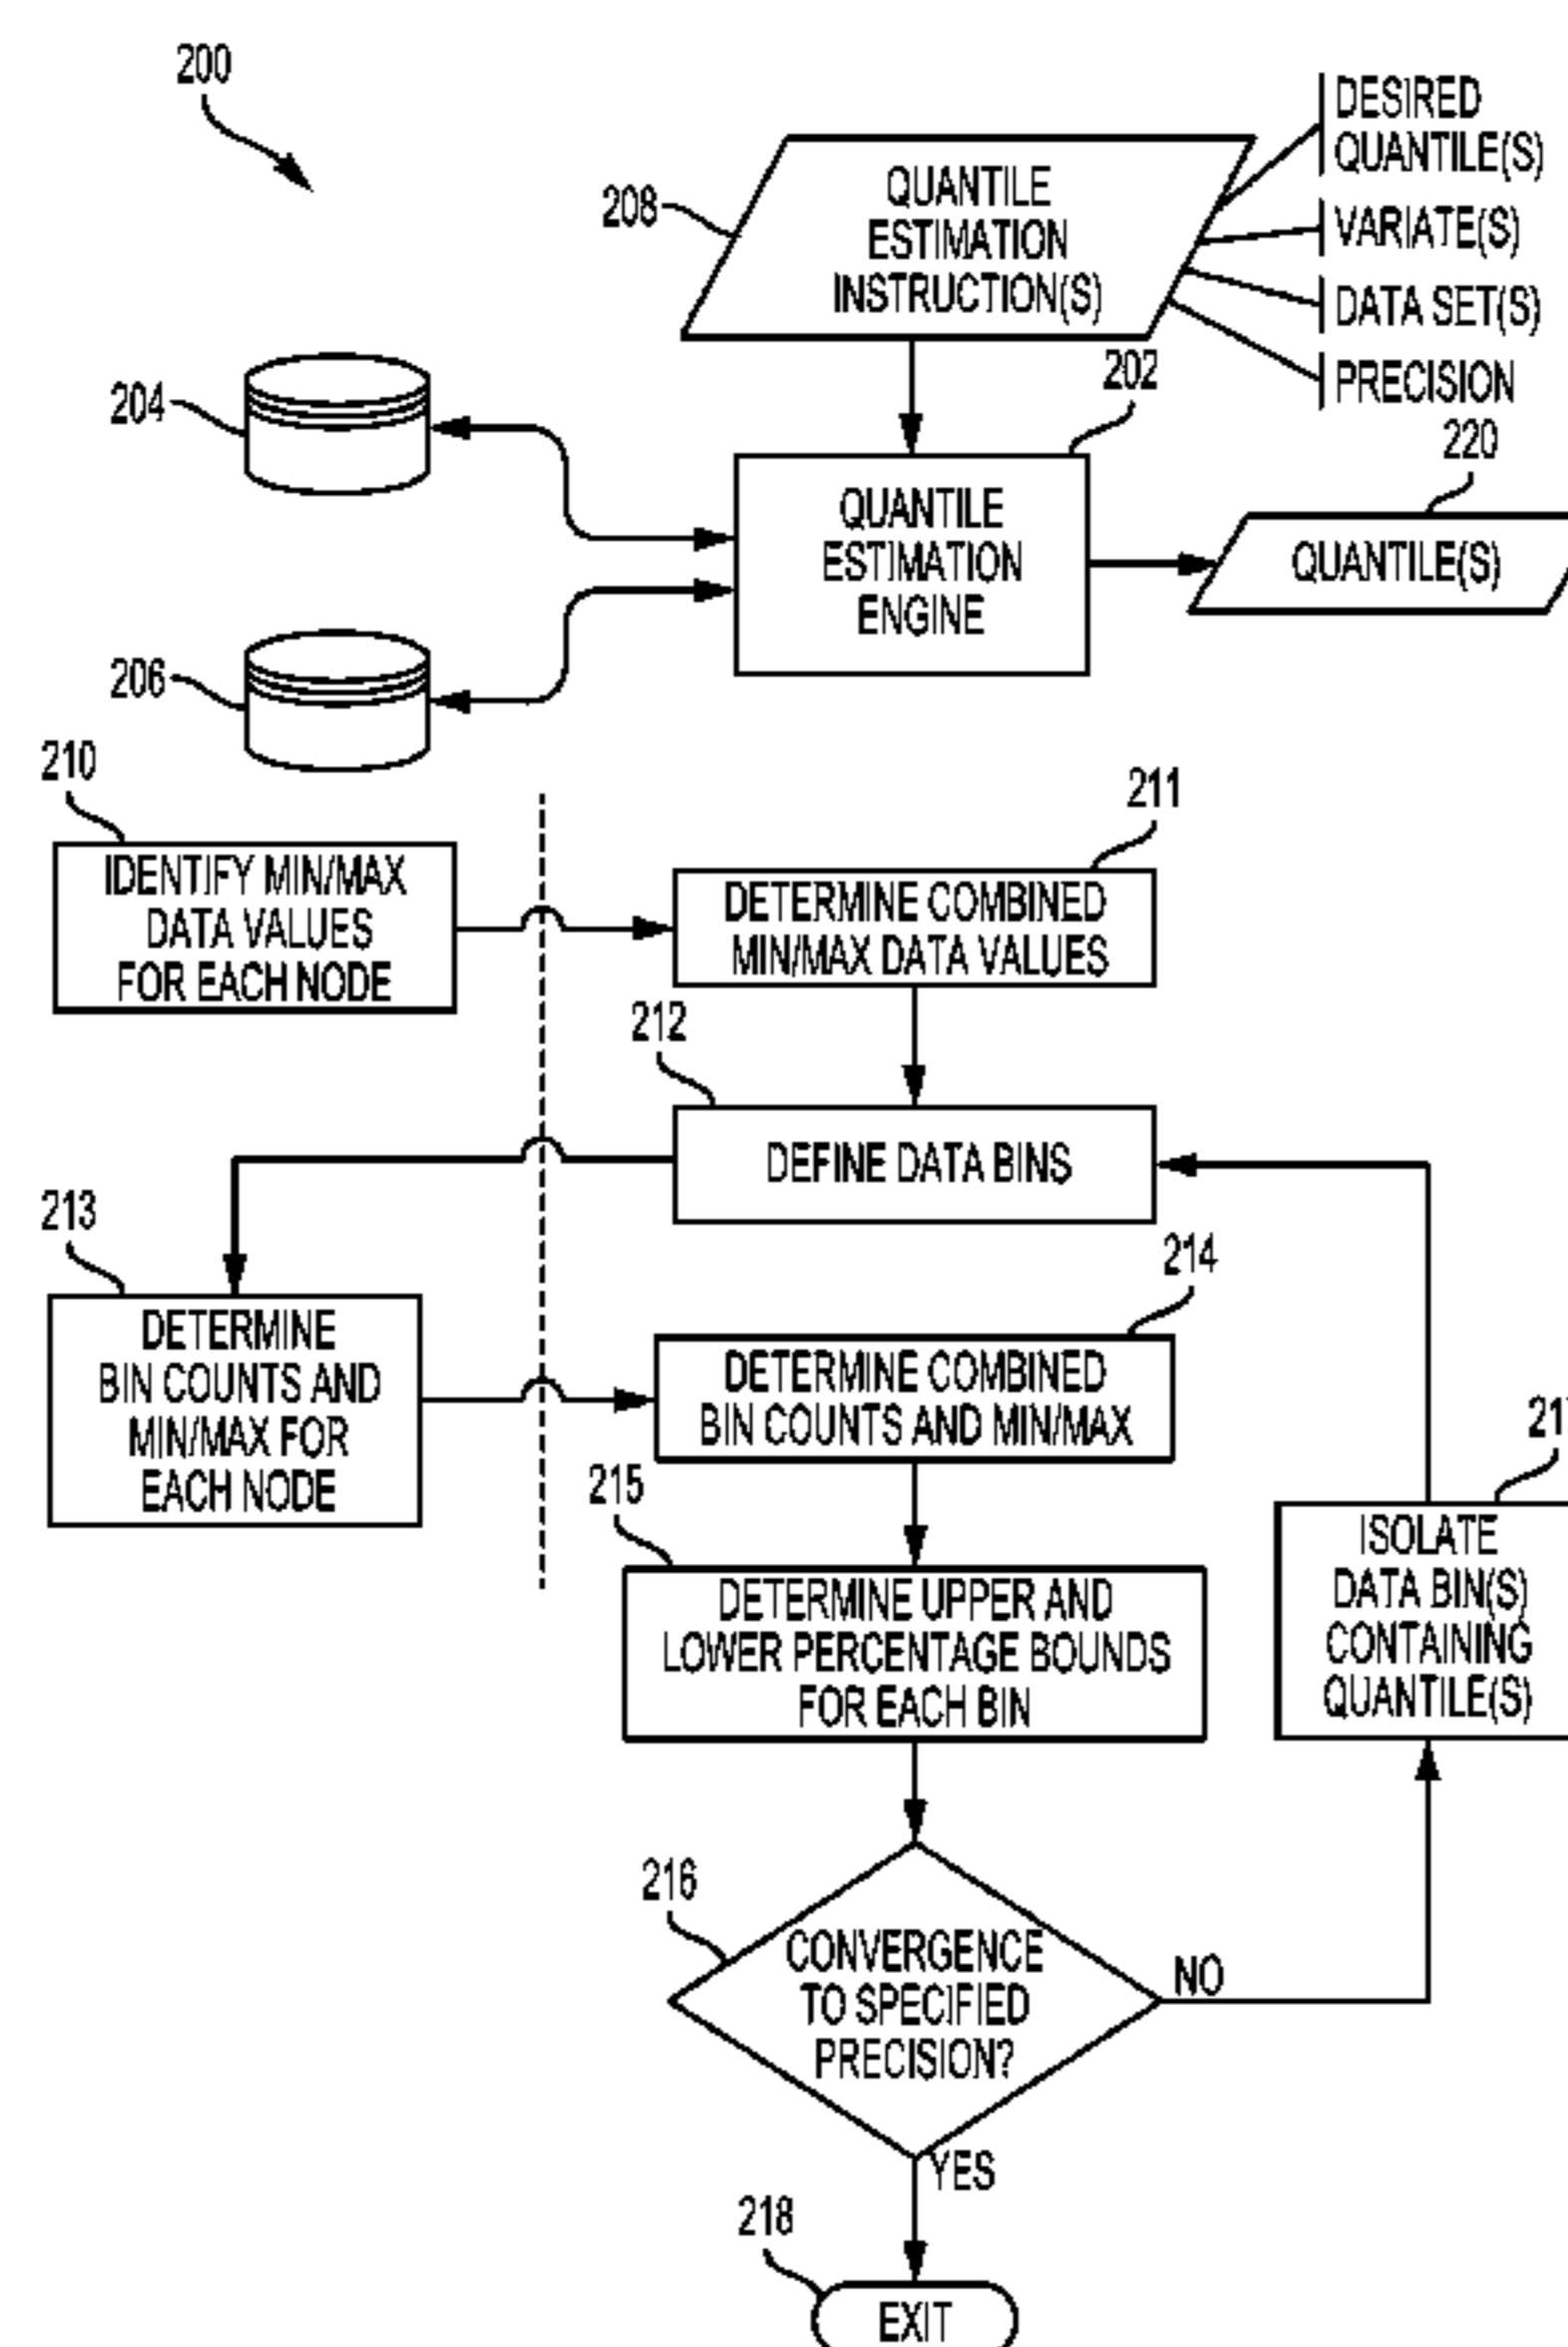 200
208
QUANTILE
ESTIMATION
INSTRUCTION(S)
DESIRED
QUANTILE(S)
VARIATE(S)
DATA SET(S)
PRECISION
204
202
220
QUANTILE
ESTIMATION
ENGINE
QUANTILE(S)
206
210
IDENTIFY MIN/MAX
DATA VALUES
FOR EACH NODE
211
DETERMINE COMBINED
MIN/MAX DATA VALUES
212
DEFINE DATA BINS
213
DETERMINE
BIN COUNTS AND
MIN/MAX FOR
EACH NODE
214
DETERMINE COMBINED
BIN COUNTS AND MIN/MAX
215
DETERMINE UPPER AND
LOWER PERCENTAGE BOUNDS
FOR EACH BIN
ISOLATE
DATA BIN(S)
CONTAINING
QUANTILE(S)
216
CONVERGENCE
TO SPECIFIED
PRECISION?
NO
YES
218
EXIT